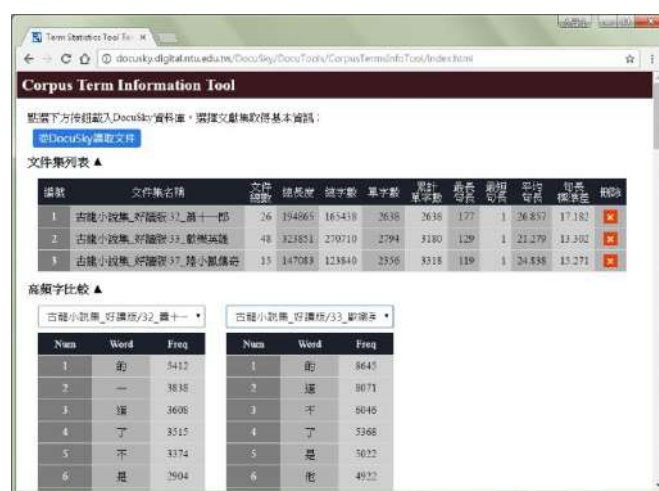 Term Statistics Tool For
docusky.digital.ntu.edu.tw/DocuSky/DocuTools/CorpusTermsInfoTool/Index.html
Corpus Term Information Tool
點選下方按鈕載入DocuSky資料庫，選擇文獻集取得基本資訊：
從DocuSky讀取文件
文件集列表 ▲
編號 文件集名稱 文件總數 總長度 總字數 單字數 累計單字數 最長句長 最短句長 平均句長 句長標準差 刪除
1 古龍小說集_好讀版/32_蕭十一郎 26 194865 165438 2638 2638 177 1 26.857 17.182
2 古龍小說集_好讀版/33_歡樂英雄 48 323851 270710 2794 3180 129 1 21.279 13.302
3 古龍小說集_好讀版/37_陸小鳳傳奇 15 147083 123840 2356 3318 119 1 24.838 15.271
高頻字比較 ▲
古龍小說集_好讀版/32_蕭十一 古龍小說集_好讀版/33_歡樂英
Num Word Freq Num Word Freq
1 的 5412 1 的 8645
2 一 3838 2 道 8071
3 道 3608 3 不 6046
4 了 3515 4 了 5368
5 不 3374 5 是 5022
6 是 2904 6 他 4922